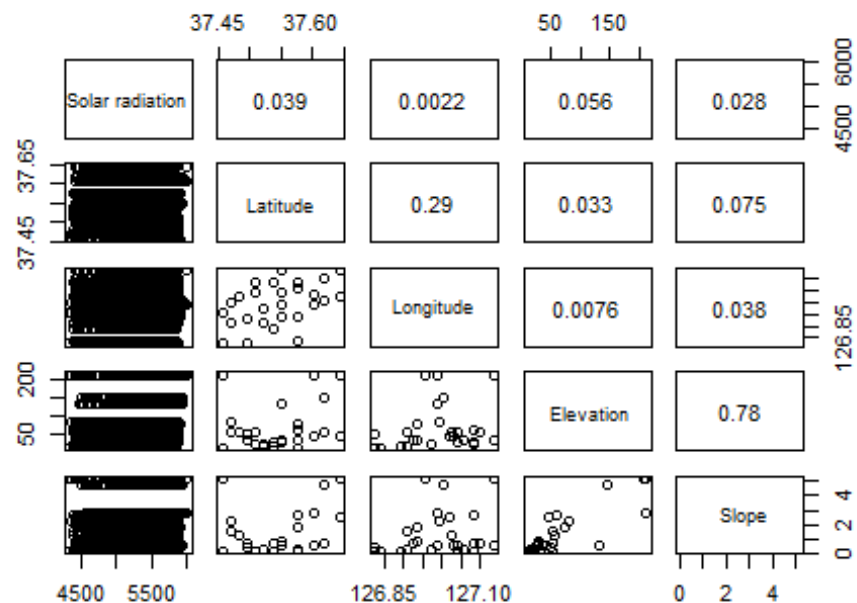 37.45 37.60 50 150
Solar radiation 0.039 0.0022 0.056 0.028
4500 6000
37.45 37.65
Latitude 0.29 0.033 0.075
Longitude 0.0076 0.038
126.85
50 200
Elevation 0.78
Slope
0 2 4
4500 5500 126.85 127.10 0 2 4